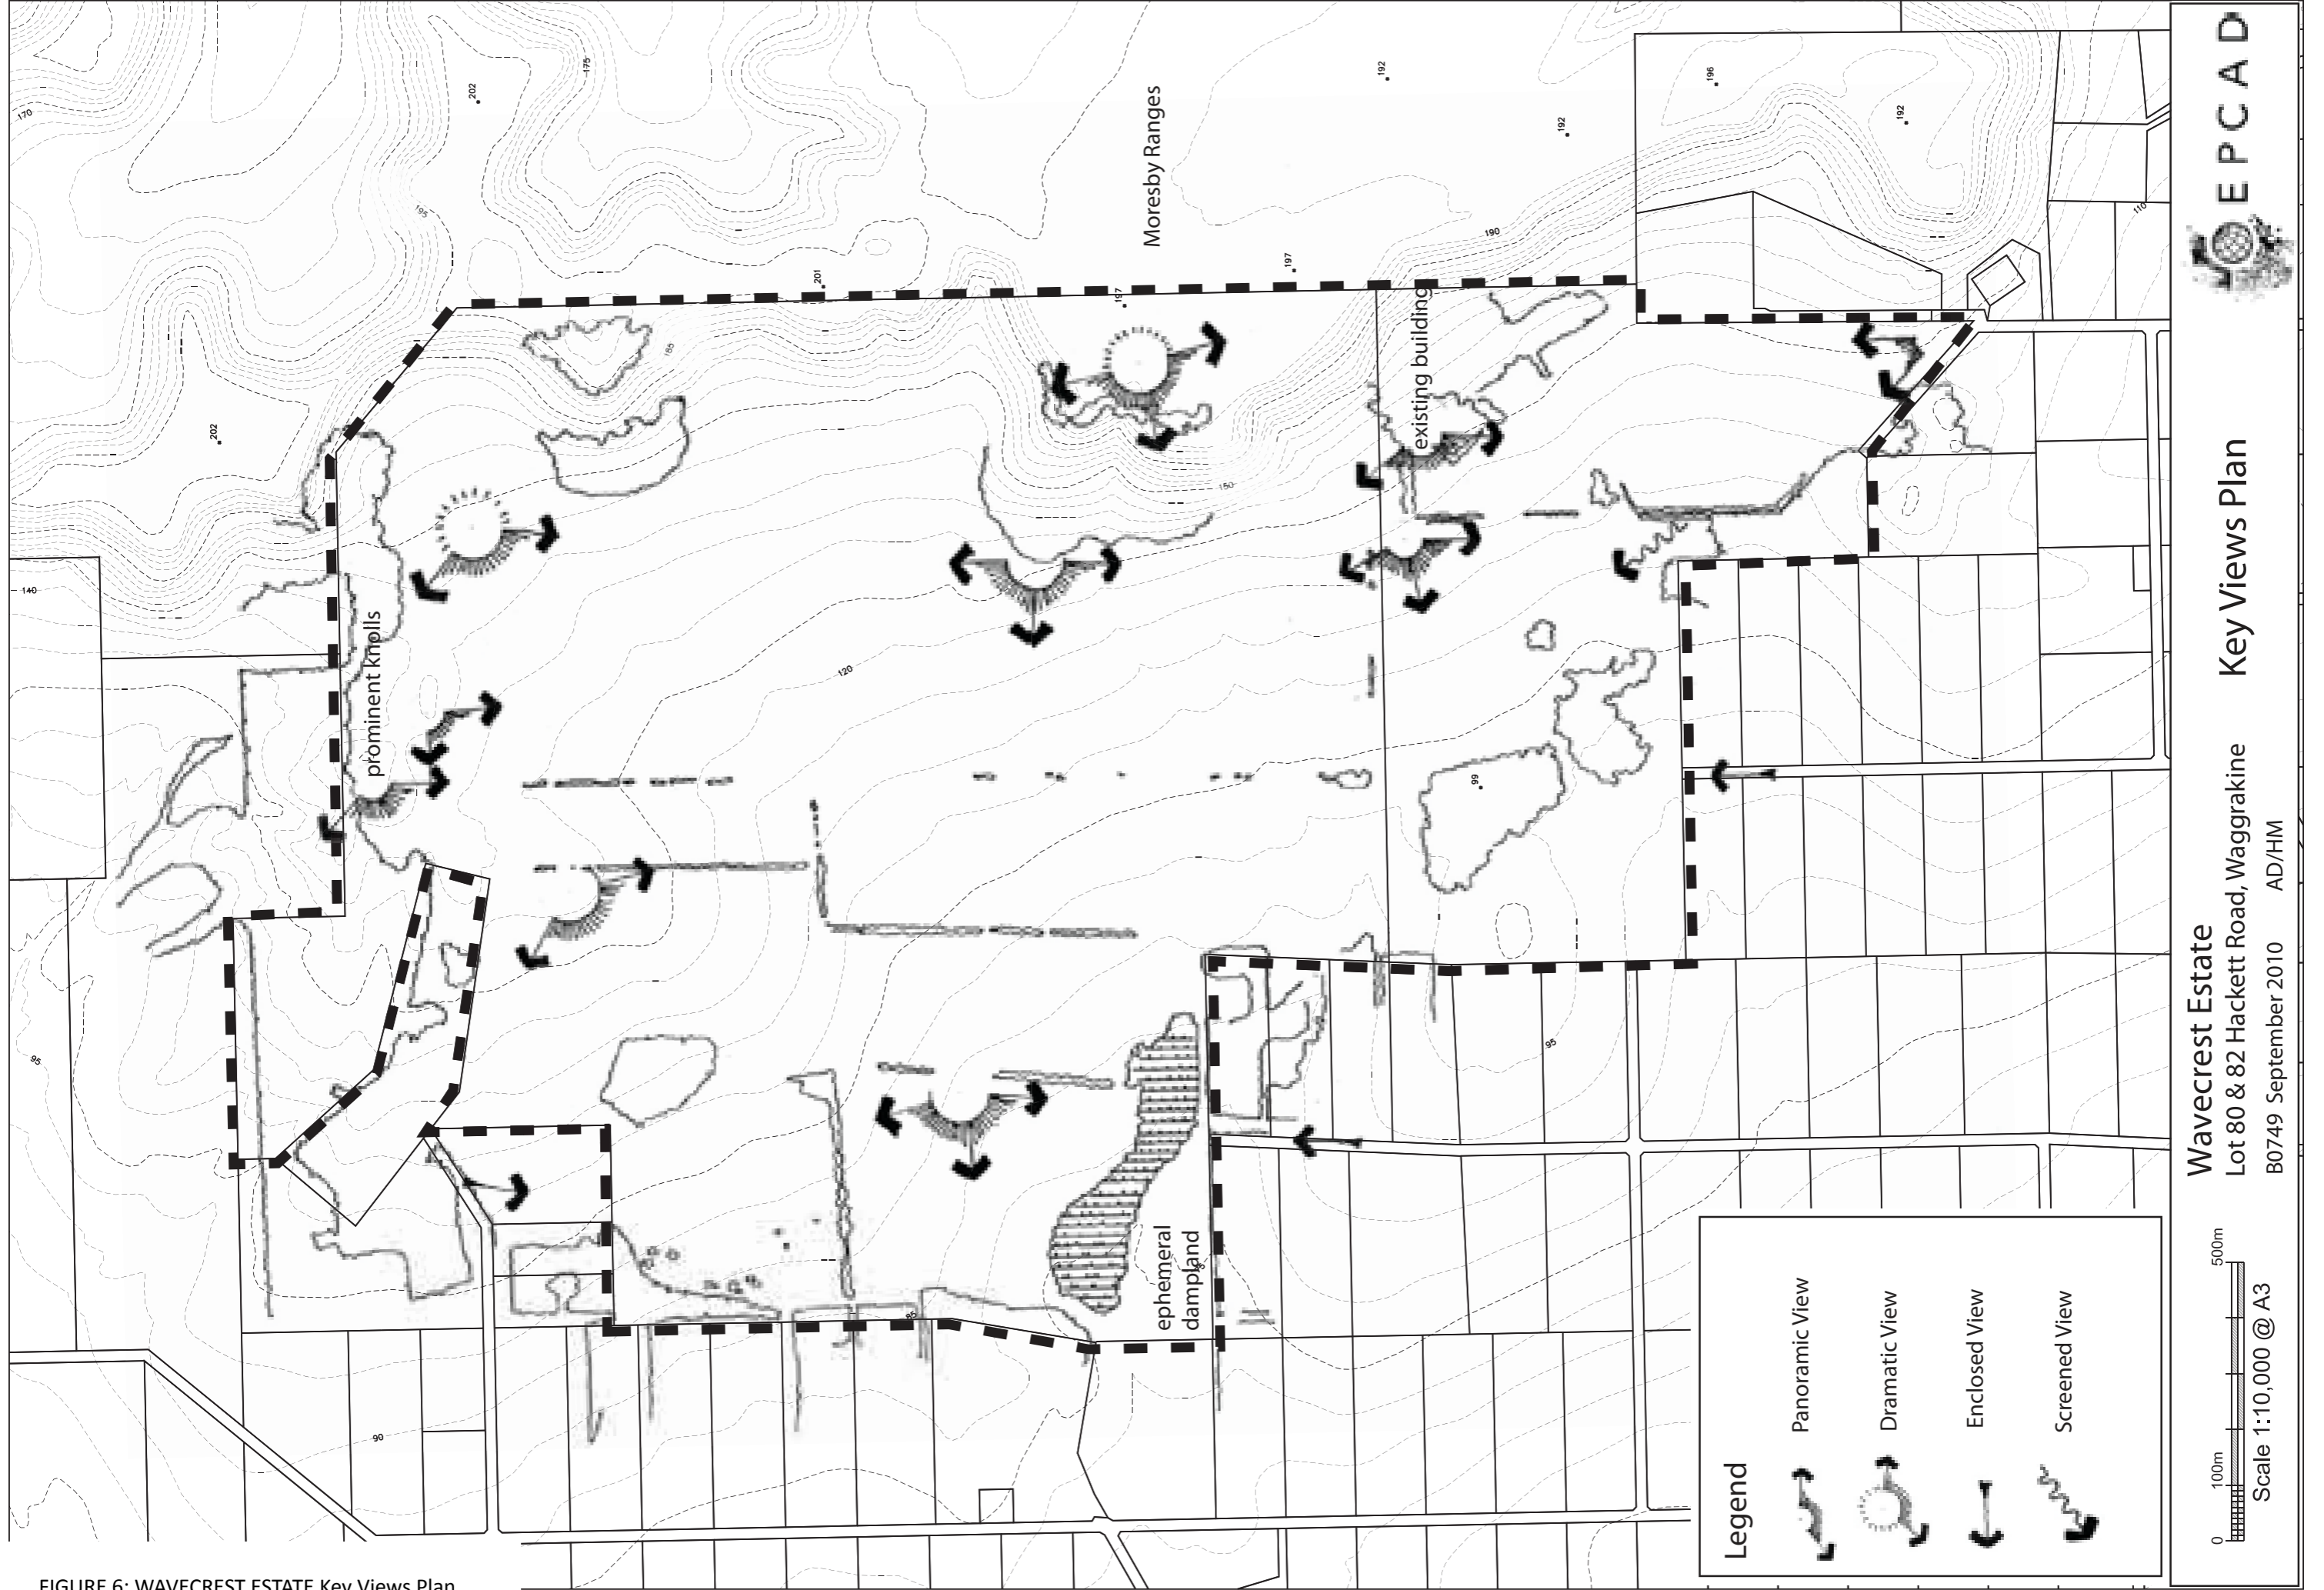 170
202
175
195
202
140
Moresby Ranges
192
192
196
192
110
190
197
197
201
165
150
existing building
prominent knolls
120
99
95
95
95
90
85
ephemeral
dampland
Wavecrest Estate
Lot 80 & 82 Hackett Road, Waggrakine
B0749 September 2010 AD/HM
Key Views Plan
EPCAD
Legend
Panoramic View
Dramatic View
Enclosed View
Screened View
0 100m 500m
Scale 1:10,000 @ A3
FIGURE 6: WAVECREST ESTATE Key Views Plan